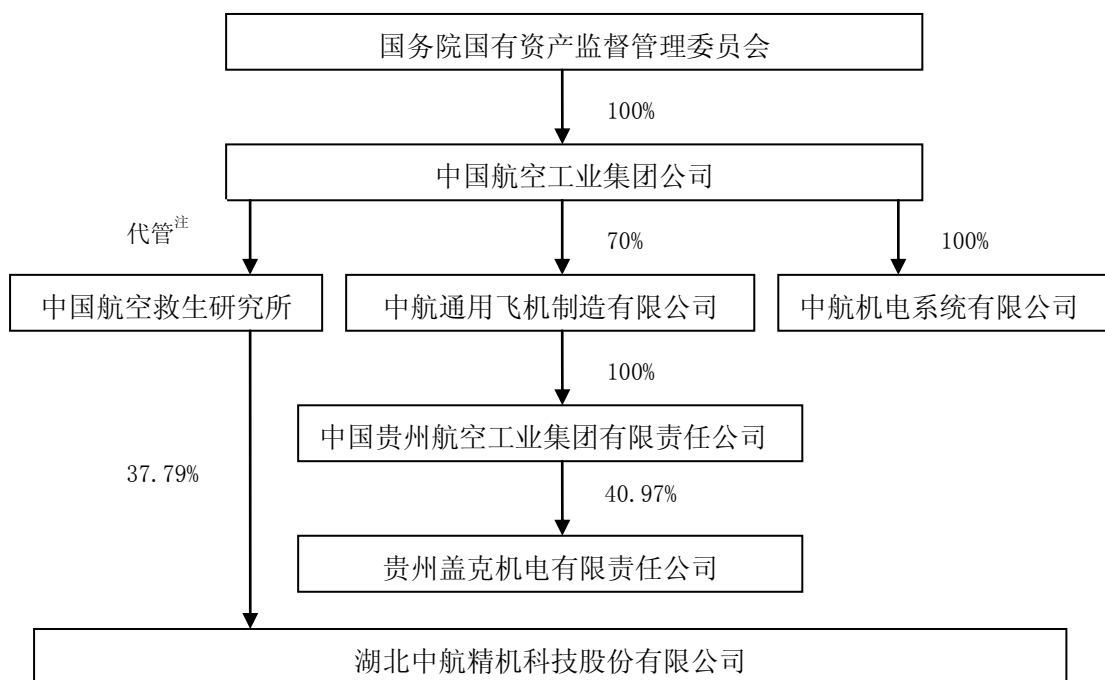 国务院国有资产监督管理委员会
100%
中国航空工业集团公司
代管注
70%
100%
中国航空救生研究所
中航通用飞机制造有限公司
中航机电系统有限公司
100%
中国贵州航空工业集团有限责任公司
37.79%
40.97%
贵州盖克机电有限责任公司
湖北中航精机科技股份有限公司